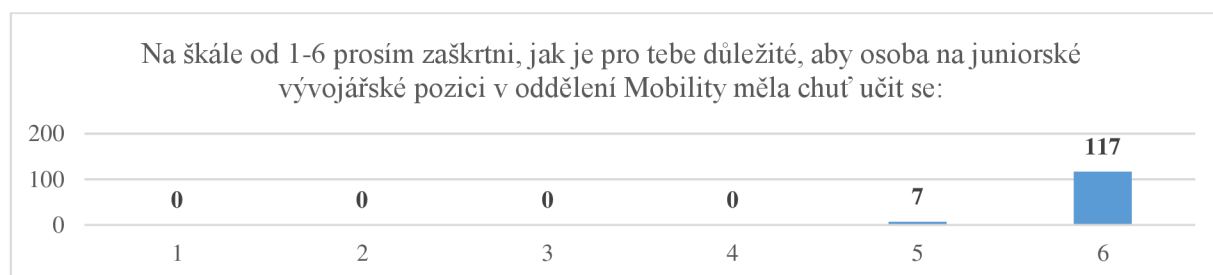 Na škále od 1-6 prosím zaškrtni, jak je pro tebe důležité, aby osoba na juniorské
vývojářské pozici v oddělení Mobility měla chuť učit se:
200
100
0
0 0 0 0 7 117
1 2 3 4 5 6